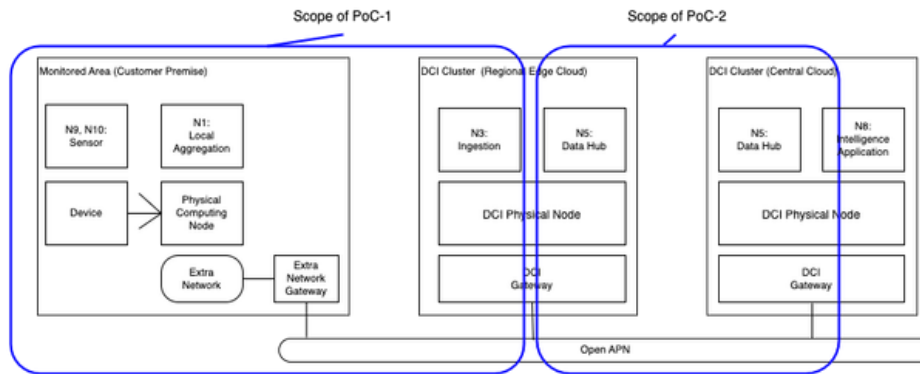 Scope of PoC-1
Scope of PoC-2
Monitored Area (Customer Premise)
N9, N10:
Sensor
N1:
Local
Aggregation
Device
Physical
Computing
Node
Extra
Network
Extra
Network
Gateway
DCI Cluster (Regional Edge Cloud)
N3:
Ingestion
N5:
Data Hub
DCI Physical Node
DCI
Gateway
DCI Cluster (Central Cloud)
N5:
Data Hub
N8:
Intelligence
Application
DCI Physical Node
DCI
Gateway
Open APN